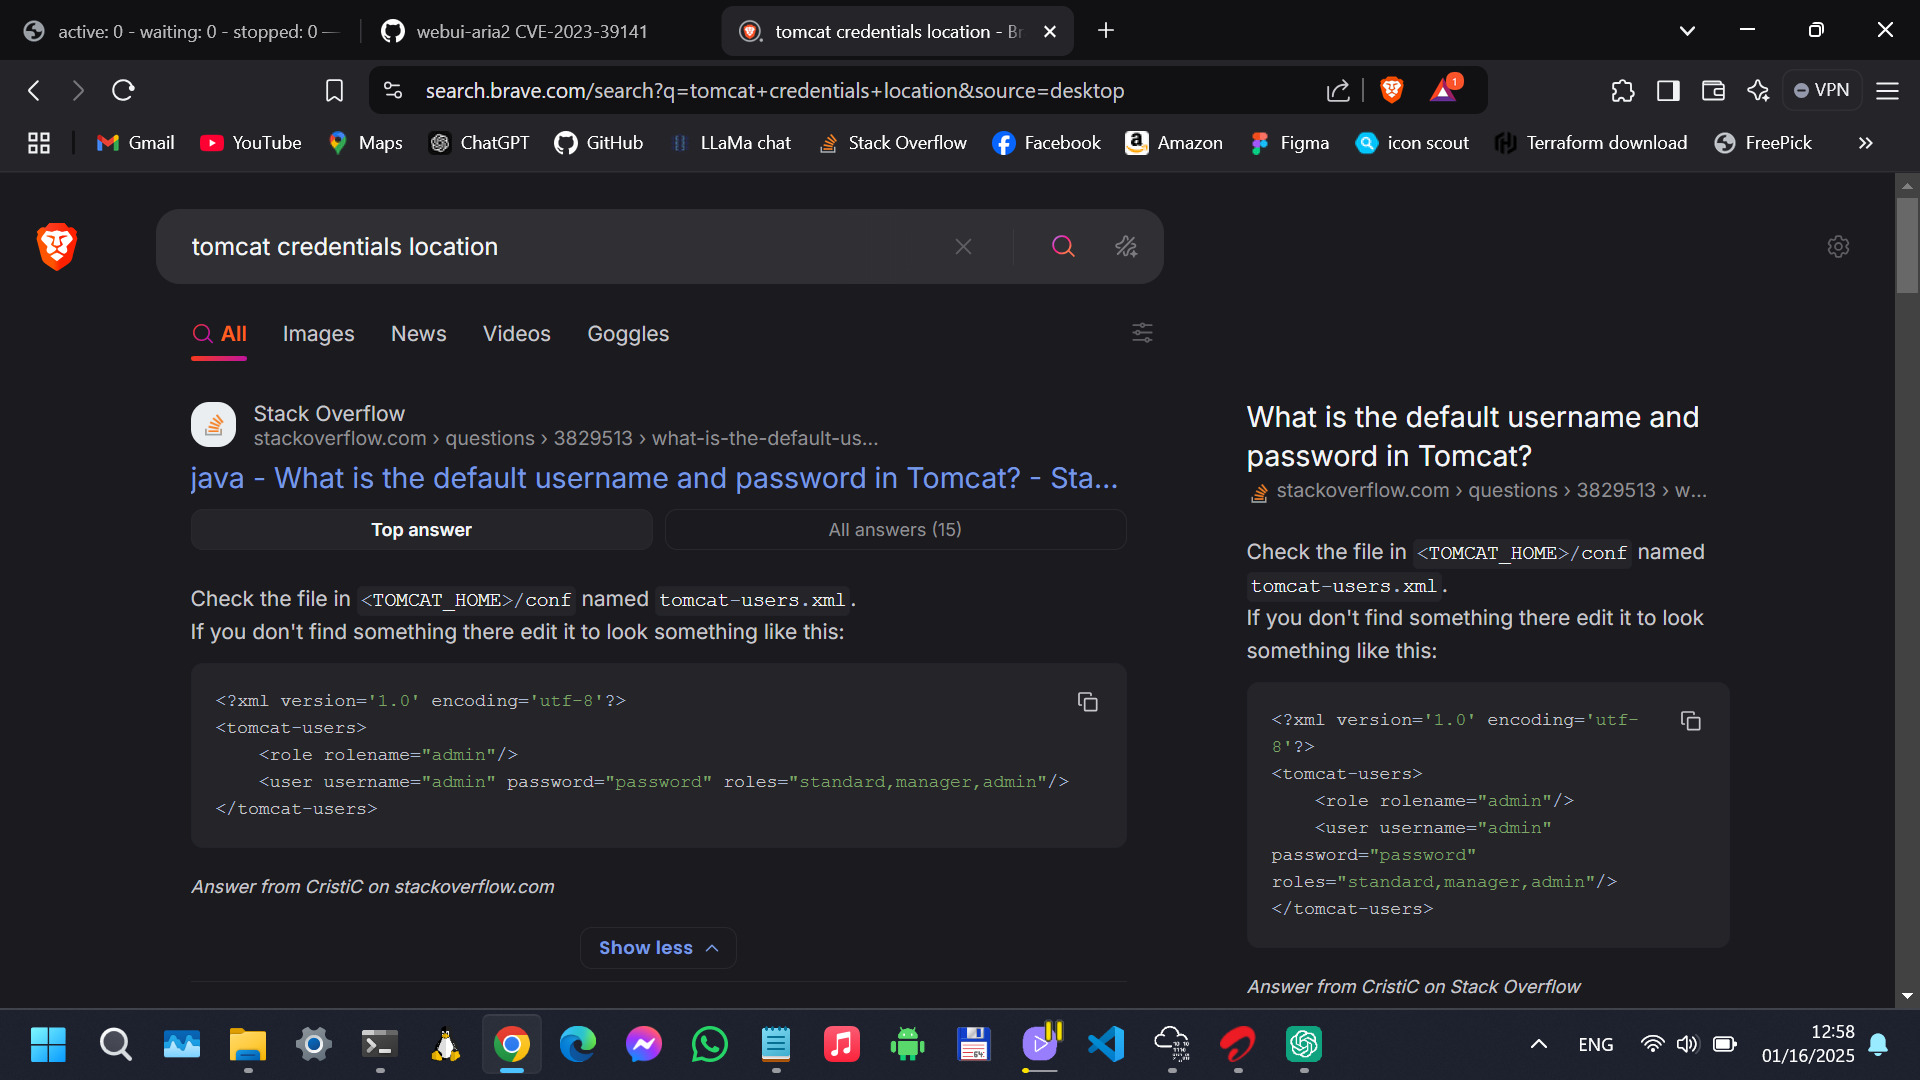 active: 0 - waiting: 0 - stopped: 0 —
webui-aria2 CVE-2023-39141
tomcat credentials location - Br
search.brave.com/search?q=tomcat+credentials+location&source=desktop
1
VPN
Gmail
YouTube
Maps
ChatGPT
GitHub
LLaMa chat
Stack Overflow
Facebook
Amazon
Figma
icon scout
Terraform download
FreePick
tomcat credentials location
All
Images
News
Videos
Goggles
Stack Overflow
stackoverflow.com › questions › 3829513 › what-is-the-default-us...
java - What is the default username and password in Tomcat? - Sta...
Top answer
All answers (15)
Check the file in <TOMCAT_HOME>/conf named tomcat-users.xml.
If you don't find something there edit it to look something like this:
<?xml version='1.0' encoding='utf-8'?>
<tomcat-users>
<role rolename="admin"/>
<user username="admin" password="password" roles="standard,manager,admin"/>
</tomcat-users>
Answer from CristiC on stackoverflow.com
Show less
What is the default username and
password in Tomcat?
stackoverflow.com › questions › 3829513 › w...
Check the file in <TOMCAT_HOME>/conf named
tomcat-users.xml.
If you don't find something there edit it to look
something like this:
<?xml version='1.0' encoding='utf-
8'?>
<tomcat-users>
<role rolename="admin"/>
<user username="admin"
password="password"
roles="standard,manager,admin"/>
</tomcat-users>
Answer from CristiC on Stack Overflow
ENG
12:58
01/16/2025